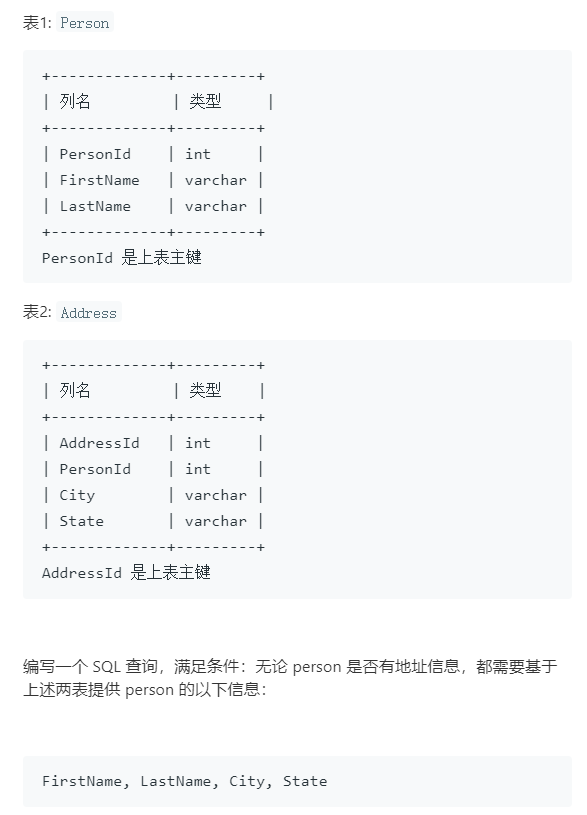 表1: Person
+-------------+---------+
| 列名         | 类型     |
+-------------+---------+
| PersonId    | int     |
| FirstName   | varchar |
| LastName    | varchar |
+-------------+---------+
PersonId 是上表主键
表2: Address
+-------------+---------+
| 列名         | 类型    |
+-------------+---------+
| AddressId   | int     |
| PersonId    | int     |
| City        | varchar |
| State       | varchar |
+-------------+---------+
AddressId 是上表主键
编写一个 SQL 查询，满足条件：无论 person 是否有地址信息，都需要基于
上述两表提供 person 的以下信息：
FirstName, LastName, City, State